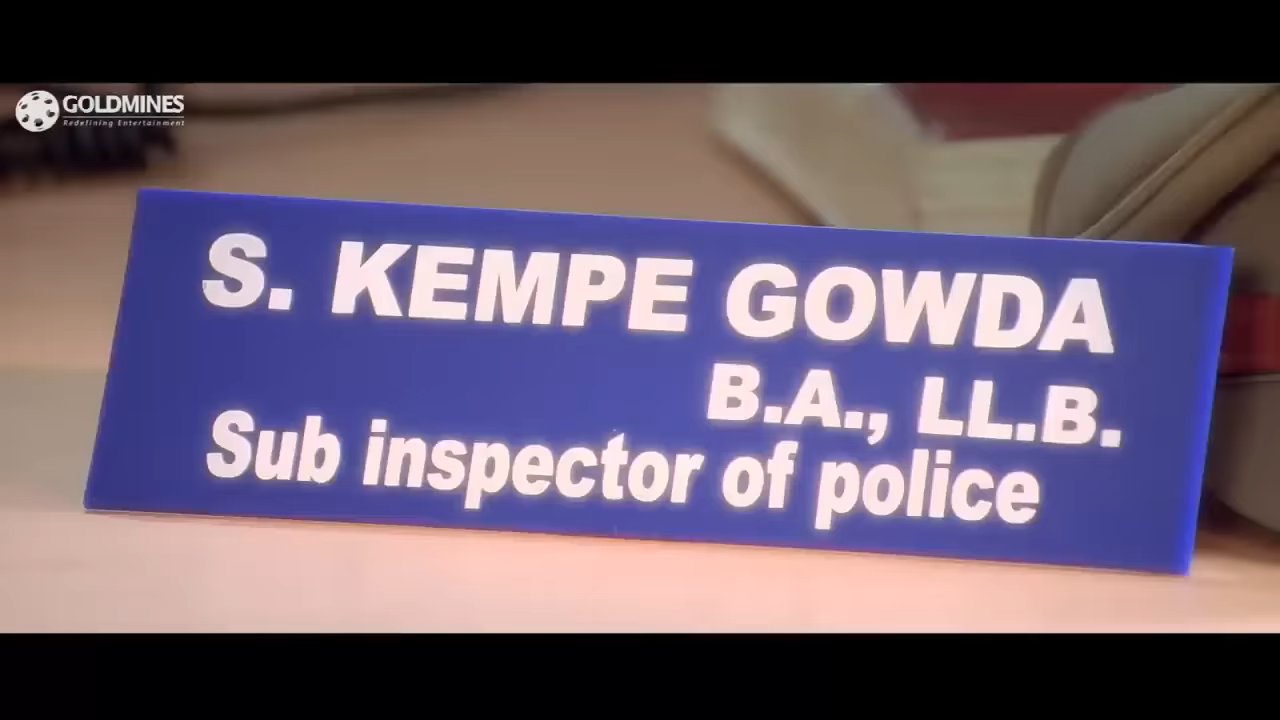 GOLDMINES
Redefining Entertainment
S. KEMPE GOWDA
B.A., LL.B.
Sub inspector of police